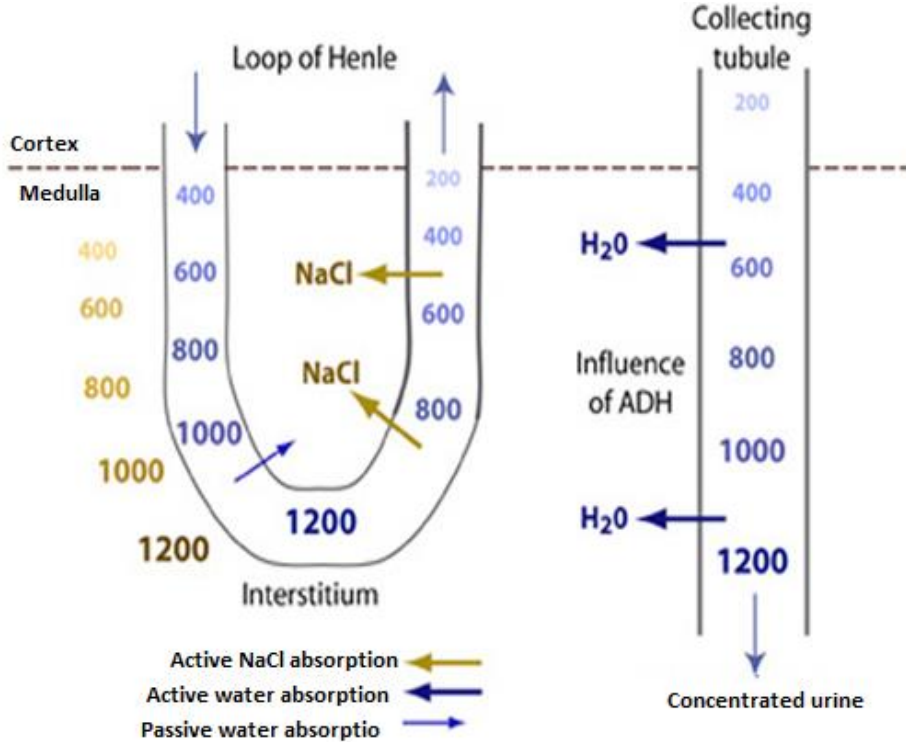 Loop of Henle
Collecting
tubule
Cortex
Medulla
400
600
800
1000
1200
400
600
800
1000
1200
200
400
600
800
NaCl
NaCl
Interstitium
200
400
600
800
1000
1200
H20
Influence
of ADH
H20
Concentrated urine
Active NaCl absorption
Active water absorption
Passive water absorptio